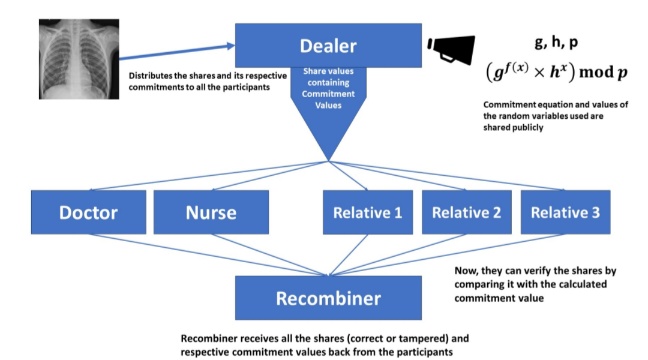 Dealer
g, h, p
(g^{f(x)} × h^x) mod p
Distributes the shares and its respective
commitments to all the participants
Share values
containing
Commitment
Values
Commitment equation and values of
the random variables used are
shared publicly
Doctor
Nurse
Relative 1
Relative 2
Relative 3
Recombiner
Now, they can verify the shares by
comparing it with the calculated
commitment value
Recombiner receives all the shares (correct or tampered) and
respective commitment values back from the participants